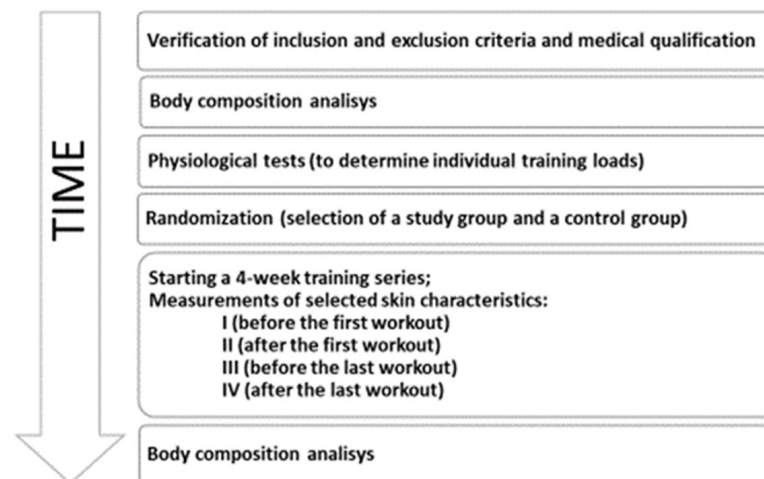 TIME
Verification of inclusion and exclusion criteria and medical qualification
Body composition analisys
Physiological tests (to determine individual training loads)
Randomization (selection of a study group and a control group)
Starting a 4-week training series;
Measurements of selected skin characteristics:
I (before the first workout)
II (after the first workout)
III (before the last workout)
IV (after the last workout)
Body composition analisys